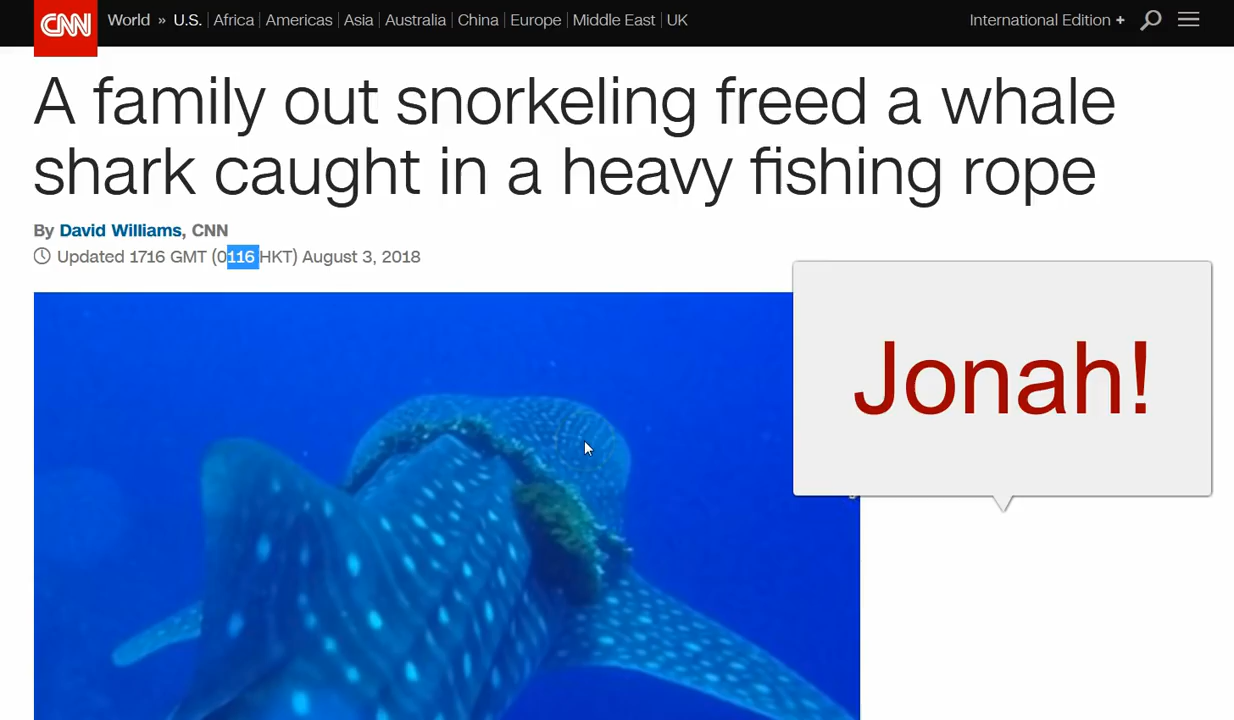 CNN World » U.S. Africa Americas Asia Australia China Europe Middle East UK International Edition +
A family out snorkeling freed a whale
shark caught in a heavy fishing rope
By David Williams, CNN
Updated 1716 GMT (0116 HKT) August 3, 2018
Jonah!